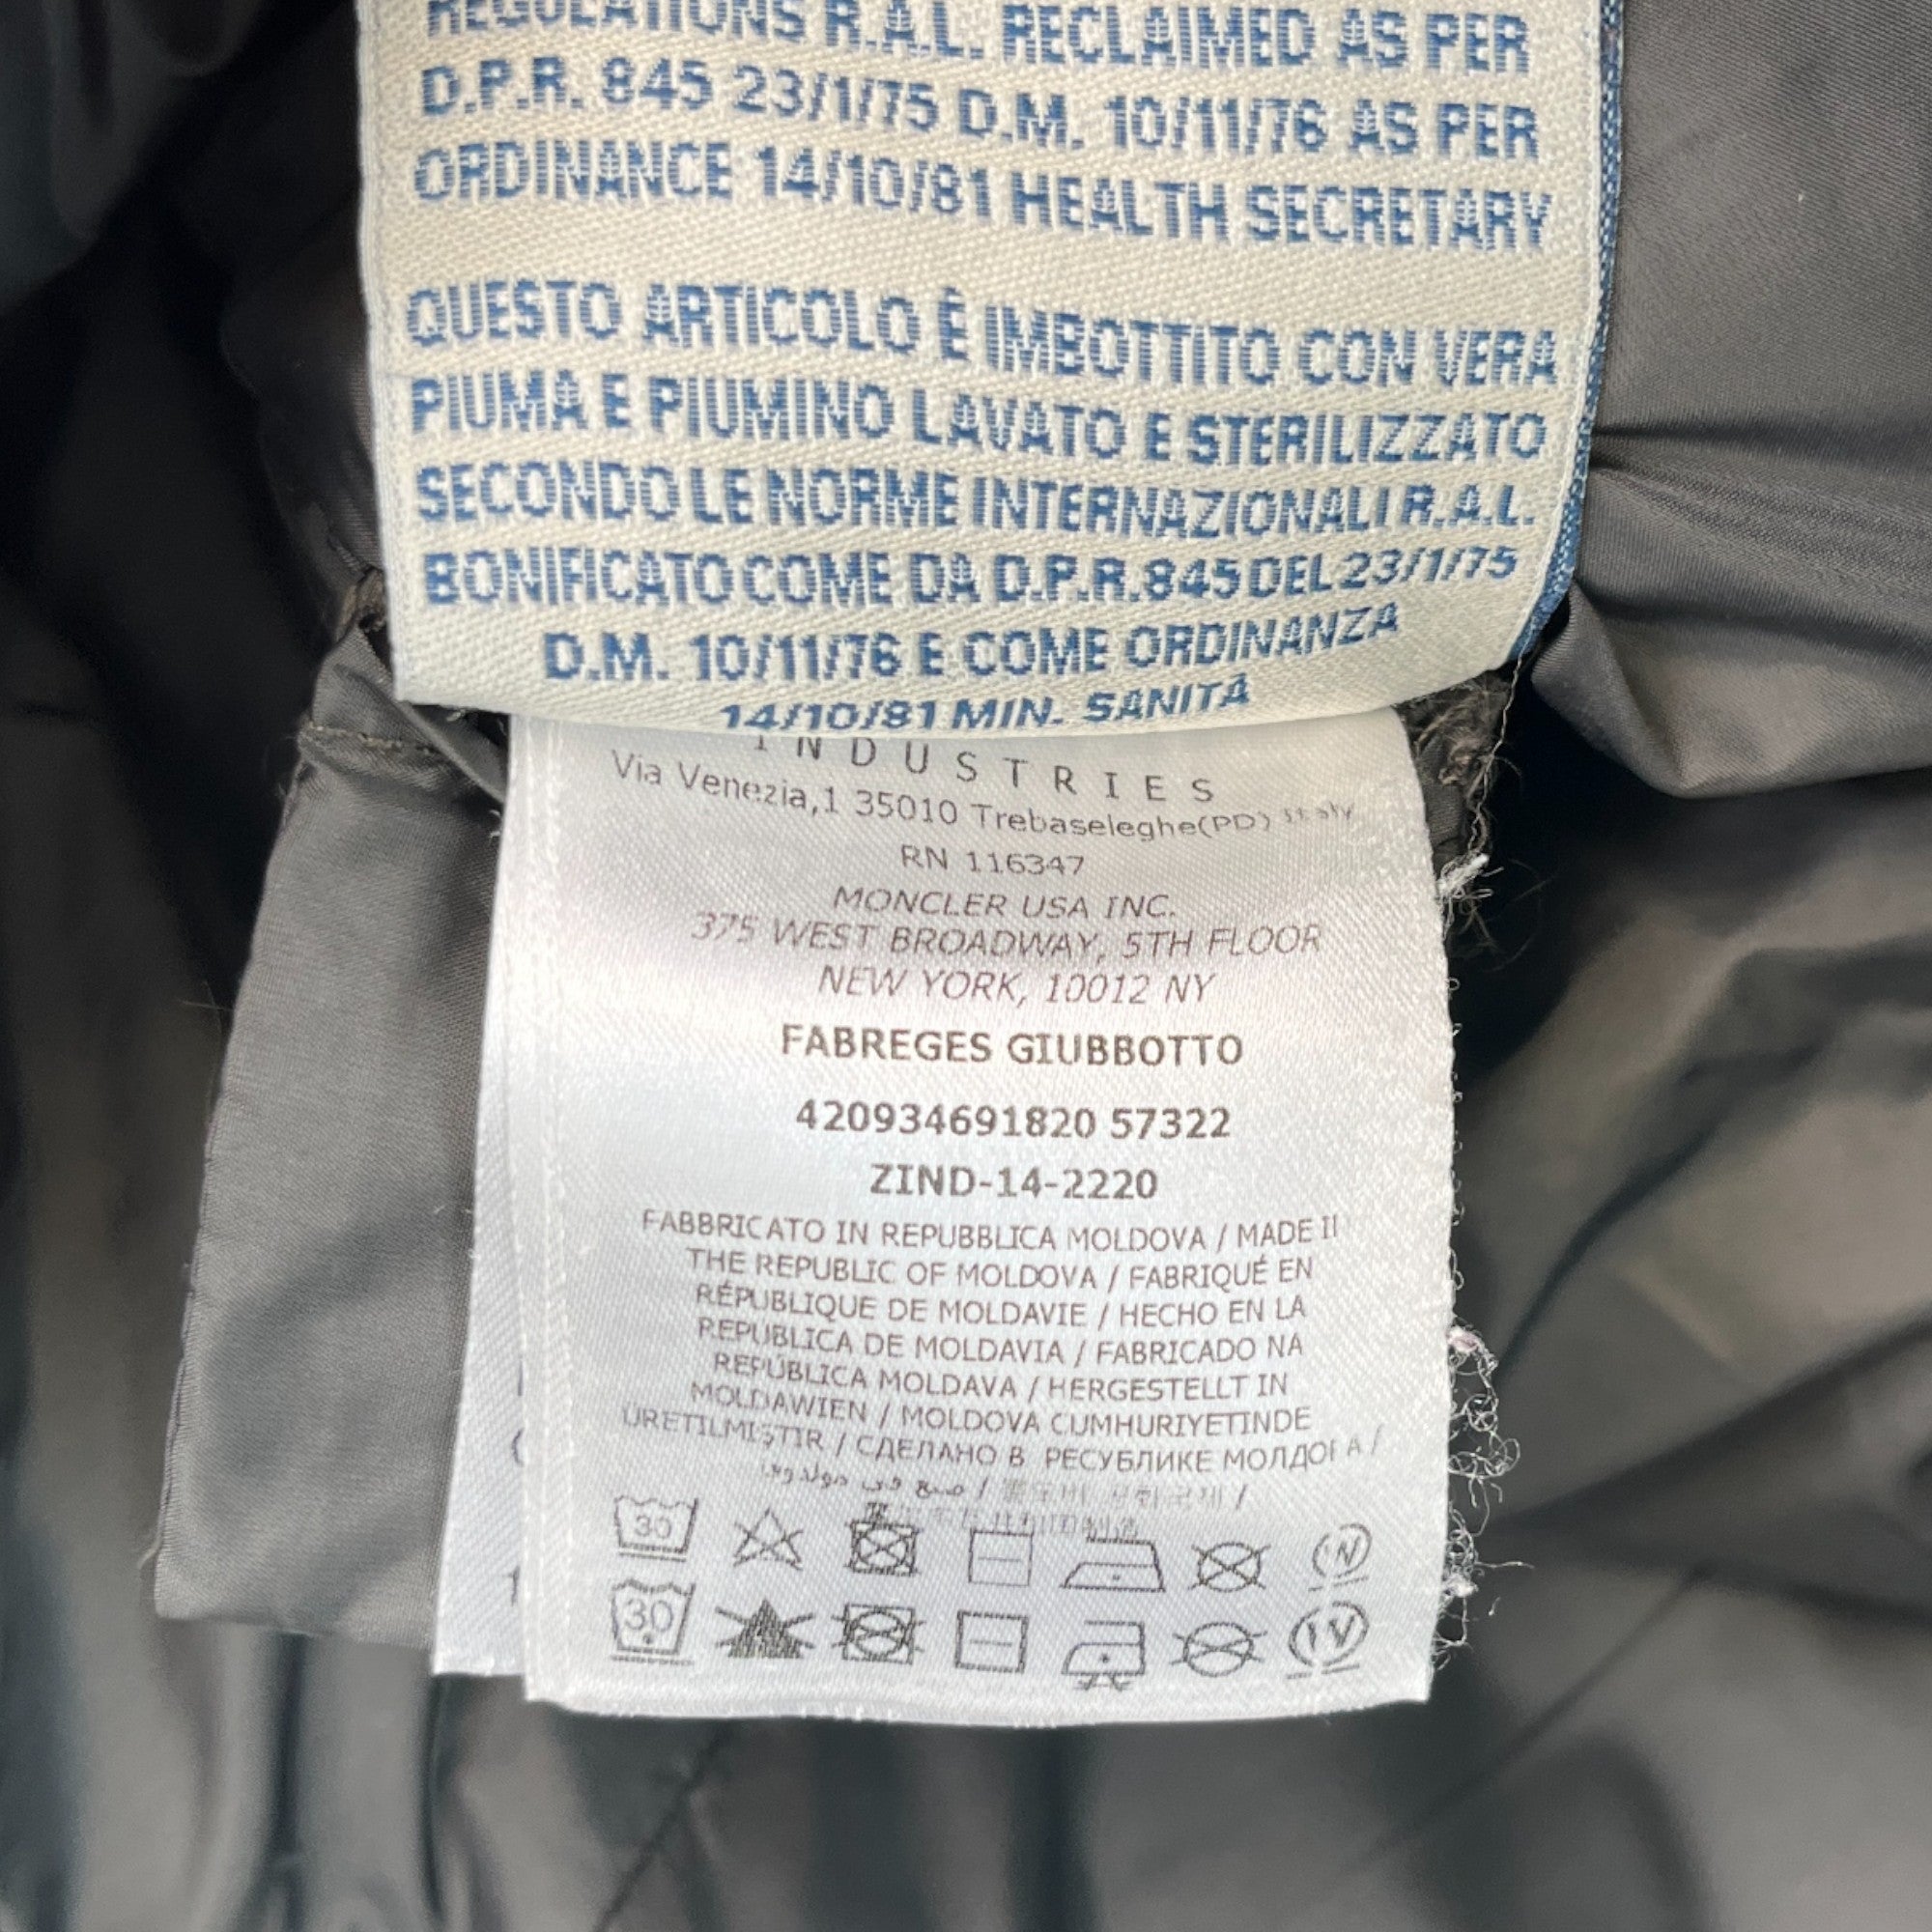 REGULATIONS R.A.L. RECLAIMED AS PER
D.P.R. 845 23/1/75 D.M. 10/11/76 AS PER
ORDINANCE 14/10/81 HEALTH SECRETARY
QUESTO ARTICOLO È IMBOTTITO CON VERA
PIUMA E PIUMINO LAVATO E STERILIZZATO
SECONDO LE NORME INTERNAZIONALI R.A.L.
BONIFICATO COME DA D.P.R. 845 DEL 23/1/75
D.M. 10/11/76 E COME ORDINANZA
14/10/81 MIN. SANITÁ
INDUSTRIES
Via Venezia,1 35010 Trebaseleghe(PD) Italy
RN 116347
MONCLER USA INC.
375 WEST BROADWAY, 5TH FLOOR
NEW YORK, 10012 NY
FABREGES GIUBBOTTO
420934691820 57322
ZIND-14-2220
FABBRICATO IN REPUBBLICA MOLDOVA / MADE
THE REPUBLIC OF MOLDOVA / FABRIQUÉ EN
RÉPUBLIQUE DE MOLDAVIE / HECHO EN LA
REPUBLICA DE MOLDAVIA / FABRICADO NA
REPÚBLICA MOLDAVA / HERGESTELLT IN
MOLDAWIEN / MOLDOVA CUMHURIYETINDE
ÜRETILMIŞTIR / СДЕЛАНО В РЕСУБЛИКЕ МОЛДОВА /
صنع في مولدوفا /
30
30